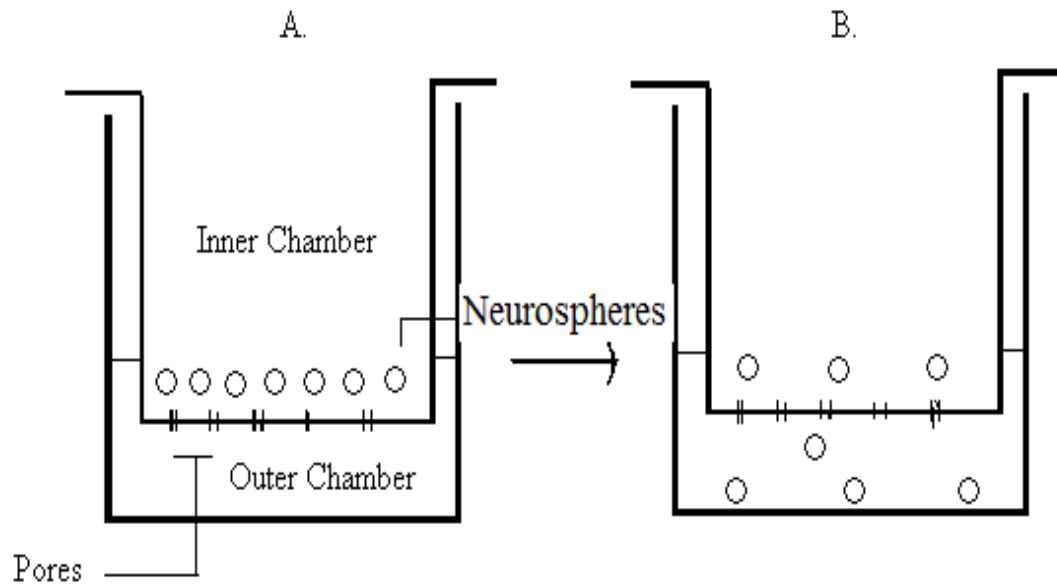 A.
B.
Inner Chamber
Neurospheres
Outer Chamber
Pores